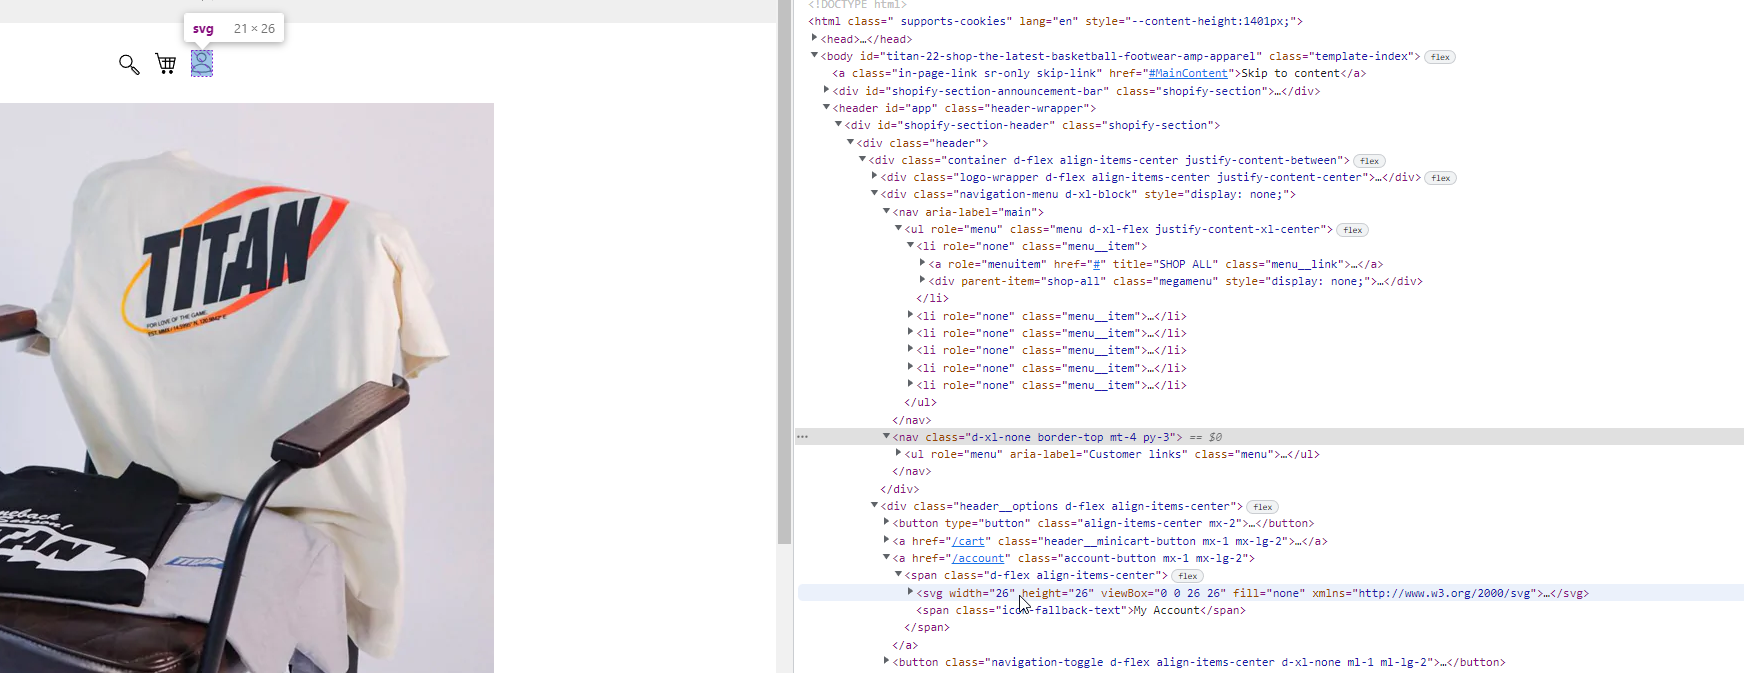 svg 21 × 26
TITAN
FOR LOVE OF THE GAME
Season!
<!DOCTYPE html>
<html class=" supports-cookies" lang="en" style="--content-height:1401px;">
<head>…</head>
<body id="titan-22-shop-the-latest-basketball-footwear-amp-apparel" class="template-index"> flex
<a class="in-page-link sr-only skip-link" href="#MainContent">Skip to content</a>
<div id="shopify-section-announcement-bar" class="shopify-section">…</div>
<header id="app" class="header-wrapper">
<div id="shopify-section-header" class="shopify-section">
<div class="header">
<div class="container d-flex align-items-center justify-content-between"> flex
<div class="logo-wrapper d-flex align-items-center justify-content-center">…</div> flex
<div class="navigation-menu d-xl-block" style="display: none;">
<nav aria-label="main">
<ul role="menu" class="menu d-xl-flex justify-content-xl-center"> flex
<li role="none" class="menu__item">
<a role="menuitem" href="#" title="SHOP ALL" class="menu__link">…</a>
<div parent-item="shop-all" class="megamenu" style="display: none;">…</div>
</li>
<li role="none" class="menu__item">…</li>
<li role="none" class="menu__item">…</li>
<li role="none" class="menu__item">…</li>
<li role="none" class="menu__item">…</li>
<li role="none" class="menu__item">…</li>
</ul>
</nav>
<nav class="d-xl-none border-top mt-4 py-3"> == $0
<ul role="menu" aria-label="Customer links" class="menu">…</ul>
</nav>
</div>
<div class="header__options d-flex align-items-center"> flex
<button type="button" class="align-items-center mx-2">…</button>
<a href="/cart" class="header__minicart-button mx-1 mx-lg-2">…</a>
<a href="/account" class="account-button mx-1 mx-lg-2">
<span class="d-flex align-items-center"> flex
<svg width="26" height="26" viewBox="0 0 26 26" fill="none" xmlns="http://www.w3.org/2000/svg">…</svg>
<span class="icon-fallback-text">My Account</span>
</span>
</a>
<button class="navigation-toggle d-flex align-items-center d-xl-none ml-1 ml-lg-2">…</button>